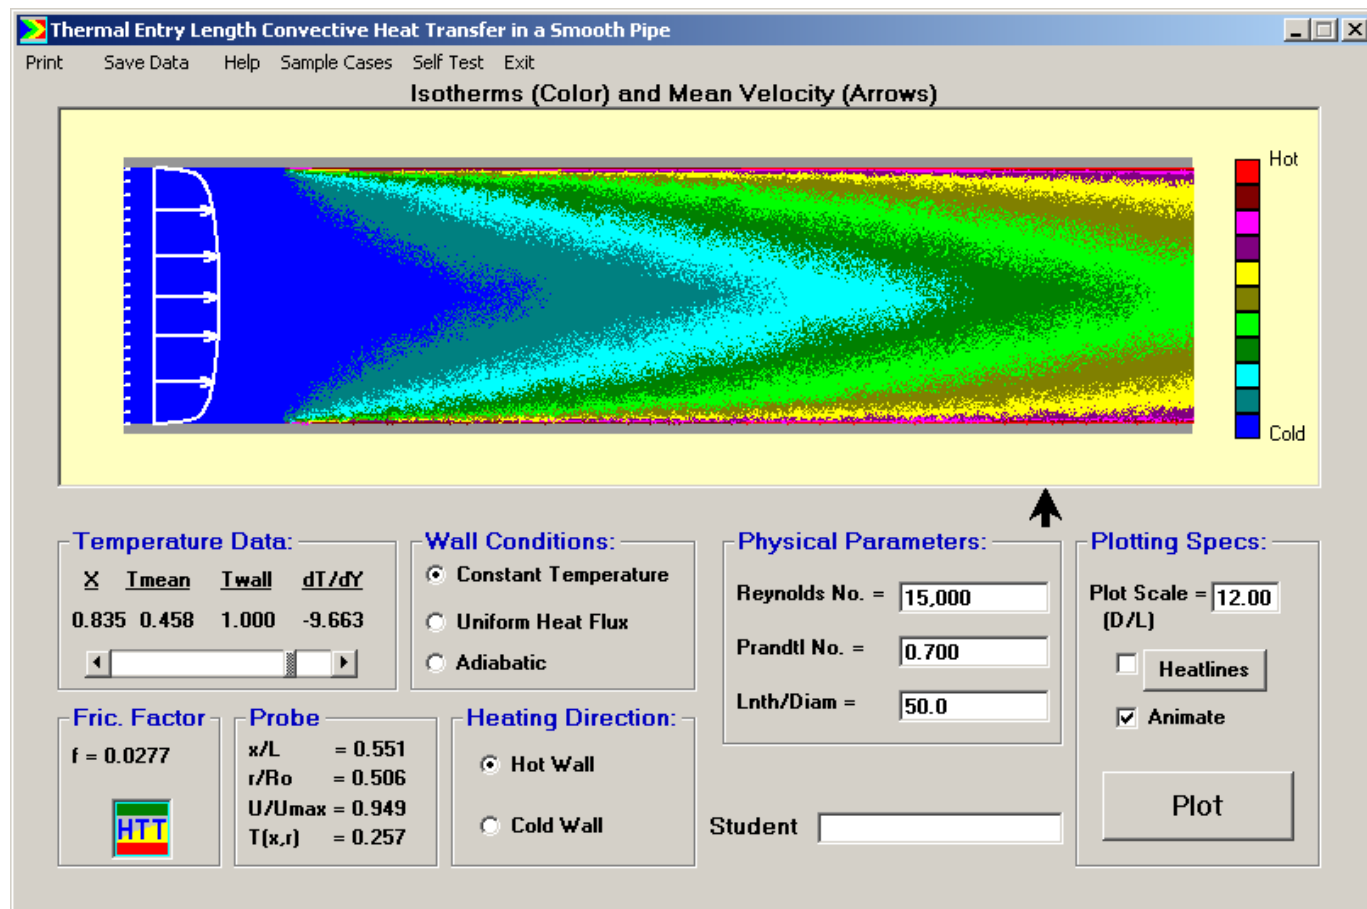 Thermal Entry Length Convective Heat Transfer in a Smooth Pipe
Print Save Data Help Sample Cases Self Test Exit
Isotherms (Color) and Mean Velocity (Arrows)
Hot
Cold
Temperature Data:
X Tmean Twall dT/dY
0.835 0.458 1.000 -9.663
Wall Conditions:
Constant Temperature
Uniform Heat Flux
Adiabatic
Physical Parameters:
Reynolds No. = 15,000
Prandtl No. = 0.700
Lnth/Diam = 50.0
Plotting Specs:
Plot Scale = 12.00
(D/L)
Heatlines
Animate
Plot
Fric. Factor
f = 0.0277
HTT
Probe
x/L = 0.551
r/Ro = 0.506
U/Umax = 0.949
T(x,r) = 0.257
Heating Direction:
Hot Wall
Cold Wall
Student